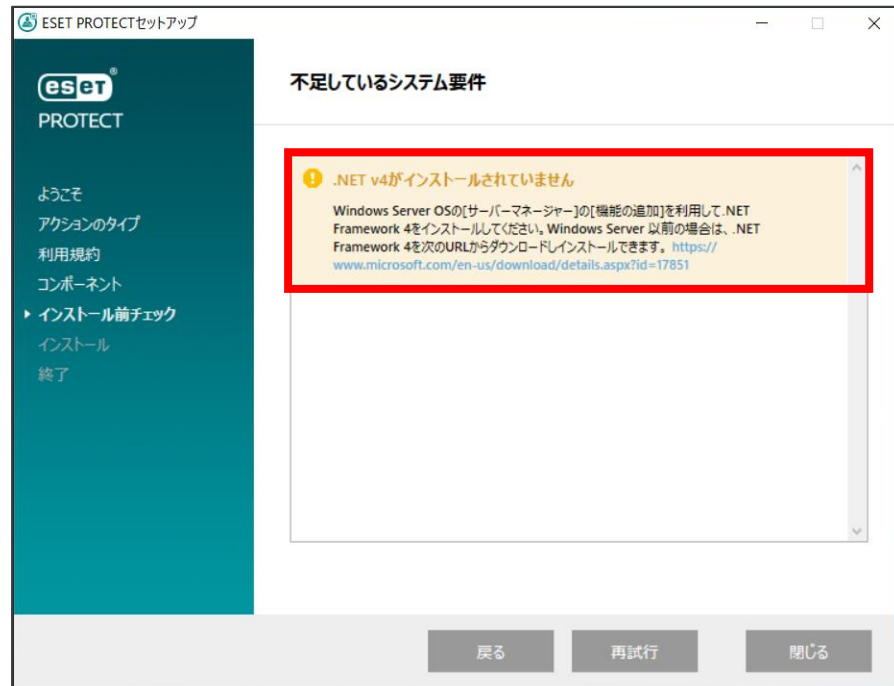 ESET PROTECTセットアップ
eset®
PROTECT
ようこそ
アクションのタイプ
利用規約
コンポーネント
インストール前チェック
インストール
終了
不足しているシステム要件
.NET v4がインストールされていません
Windows Server OSの[サーバーマネージャー]の[機能の追加]を利用して.NET
Framework 4をインストールしてください。Windows Server 以前の場合は、.NET
Framework 4を次のURLからダウンロードしインストールできます。https://
www.microsoft.com/en-us/download/details.aspx?id=17851
戻る
再試行
閉じる